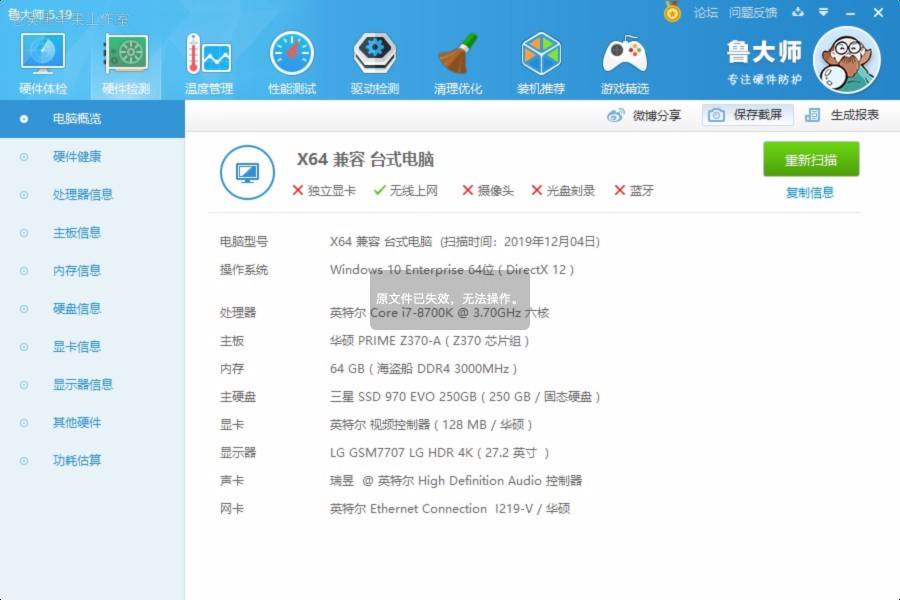 鲁大师 5.19
论坛 问题反馈
硬件体检 硬件检测 温度管理 性能测试 驱动检测 清理优化 装机推荐 游戏精选
鲁大师
专注硬件防护
电脑概览
硬件健康
处理器信息
主板信息
内存信息
硬盘信息
显卡信息
显示器信息
其他硬件
功耗估算
微博分享 保存截屏 生成报表
X64 兼容 台式电脑
独立显卡 无线上网 摄像头 光盘刻录 蓝牙
重新扫描
复制信息
电脑型号 X64 兼容 台式电脑 (扫描时间：2019年12月04日)
操作系统 Windows 10 Enterprise 64位 ( DirectX 12 )
原文件已失效，无法操作。
处理器 英特尔 Core i7-8700K @ 3.70GHz 六核
主板 华硕 PRIME Z370-A ( Z370 芯片组 )
内存 64 GB ( 海盗船 DDR4 3000MHz )
主硬盘 三星 SSD 970 EVO 250GB ( 250 GB / 固态硬盘 )
显卡 英特尔 视频控制器 ( 128 MB / 华硕 )
显示器 LG GSM7707 LG HDR 4K ( 27.2 英寸 )
声卡 瑞昱 @ 英特尔 High Definition Audio 控制器
网卡 英特尔 Ethernet Connection I219-V / 华硕